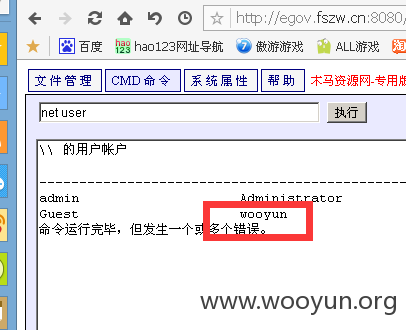 http://egov.fszw.cn:8080/
百度 hao123网址导航 傲游游戏 ALL游戏
文件管理 CMD命令 系统属性 帮助 木马资源网-专用版
net user 执行
\\ 的用户帐户
-------------------------------------------
admin Administrator
Guest wooyun
命令运行完毕，但发生一个或多个错误。
www.wooyun.org